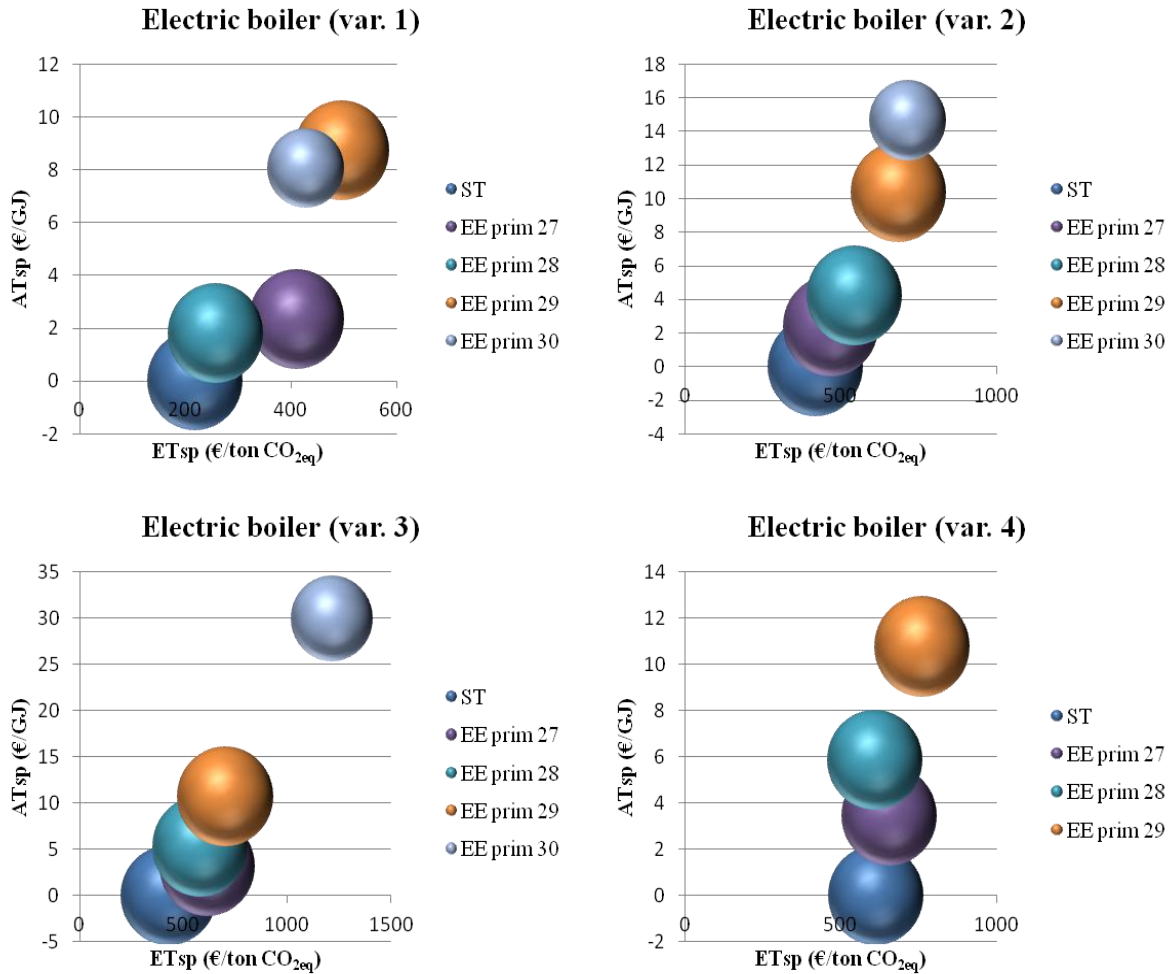 Electric boiler (var. 1)
12
10
8
6
4
2
0
-2
0
200
400
600
ATsp (€/GJ)
ETsp (€/ton CO2eq)
ST
EE prim 27
EE prim 28
EE prim 29
EE prim 30
Electric boiler (var. 2)
18
16
14
12
10
8
6
4
2
0
-2
-4
0
500
1000
ATsp (€/GJ)
ETsp (€/ton CO2eq)
ST
EE prim 27
EE prim 28
EE prim 29
EE prim 30
Electric boiler (var. 3)
35
30
25
20
15
10
5
0
-5
0
500
1000
1500
ATsp (€/GJ)
ETsp (€/ton CO2eq)
ST
EE prim 27
EE prim 28
EE prim 29
EE prim 30
Electric boiler (var. 4)
14
12
10
8
6
4
2
0
-2
0
500
1000
ATsp (€/GJ)
ETsp (€/ton CO2eq)
ST
EE prim 27
EE prim 28
EE prim 29